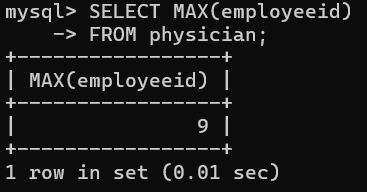 mysql> SELECT MAX(employeeid)
    -> FROM physician;
+-----------------+
| MAX(employeeid) |
+-----------------+
|               9 |
+-----------------+
1 row in set (0.01 sec)